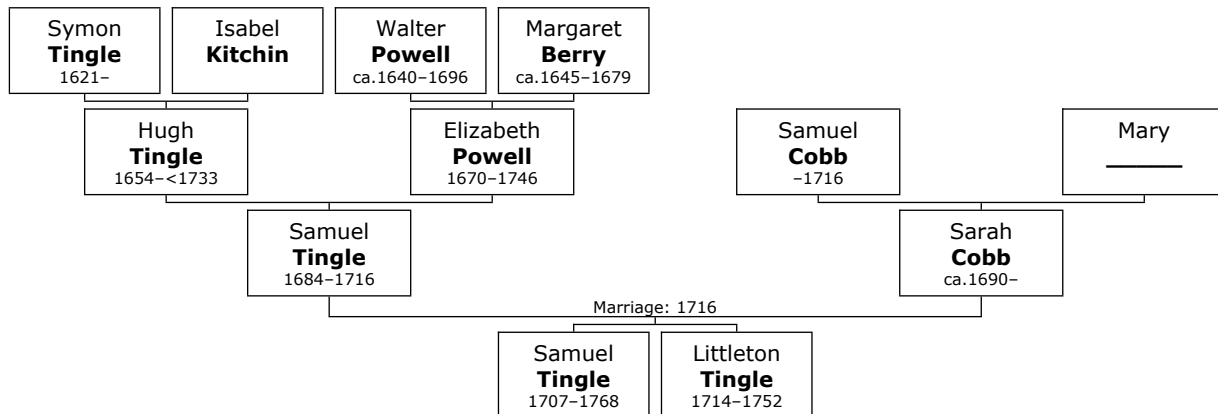 Symon
Tingle
1621–
Isabel
Kitchin
Walter
Powell
ca.1640–1696
Margaret
Berry
ca.1645–1679
Hugh
Tingle
1654–<1733
Elizabeth
Powell
1670–1746
Samuel
Cobb
–1716
Mary
______
Samuel
Tingle
1684–1716
Sarah
Cobb
ca.1690–
Marriage: 1716
Samuel
Tingle
1707–1768
Littleton
Tingle
1714–1752